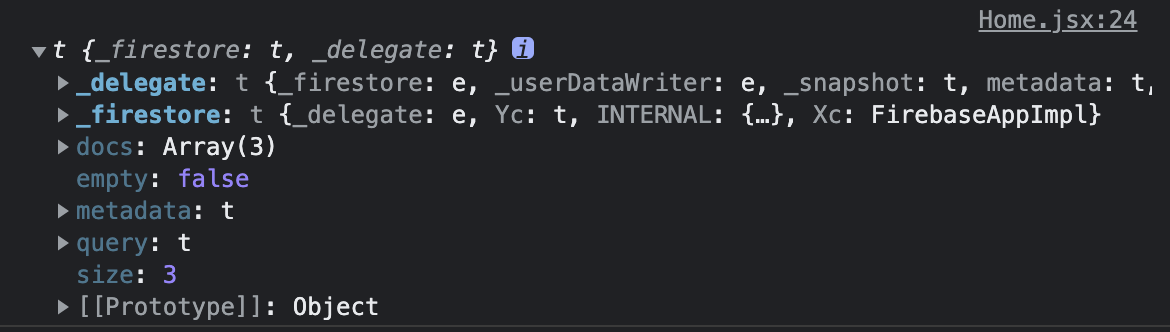 Home.jsx:24
▼t {_firestore: t, _delegate: t} i
▶_delegate: t {_firestore: e, _userDataWriter: e, _snapshot: t, metadata: t,
▶_firestore: t {_delegate: e, Yc: t, INTERNAL: {…}, Xc: FirebaseAppImpl}
▶docs: Array(3)
empty: false
▶metadata: t
▶query: t
size: 3
▶[[Prototype]]: Object